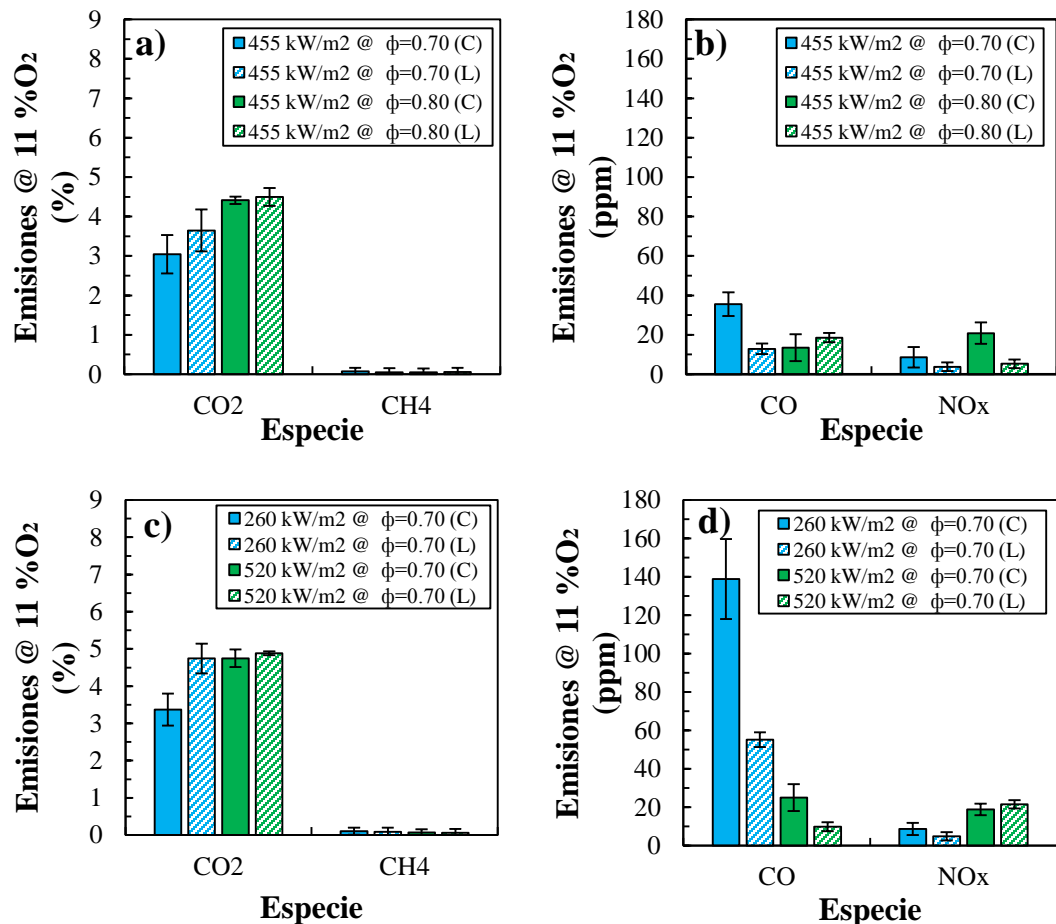 a)
455 kW/m2 @ ϕ=0.70 (C)
455 kW/m2 @ ϕ=0.70 (L)
455 kW/m2 @ ϕ=0.80 (C)
455 kW/m2 @ ϕ=0.80 (L)
Emisiones @ 11 %O2
(%)
9
8
7
6
5
4
3
2
1
0
CO2 CH4
Especie
b)
455 kW/m2 @ ϕ=0.70 (C)
455 kW/m2 @ ϕ=0.70 (L)
455 kW/m2 @ ϕ=0.80 (C)
455 kW/m2 @ ϕ=0.80 (L)
Emisiones @ 11 %O2
(ppm)
180
160
140
120
100
80
60
40
20
0
CO NOx
Especie
c)
260 kW/m2 @ ϕ=0.70 (C)
260 kW/m2 @ ϕ=0.70 (L)
520 kW/m2 @ ϕ=0.70 (C)
520 kW/m2 @ ϕ=0.70 (L)
Emisiones @ 11 %O2
(%)
9
8
7
6
5
4
3
2
1
0
CO2 CH4
Especie
d)
260 kW/m2 @ ϕ=0.70 (C)
260 kW/m2 @ ϕ=0.70 (L)
520 kW/m2 @ ϕ=0.70 (C)
520 kW/m2 @ ϕ=0.70 (L)
Emisiones @ 11 %O2
(ppm)
180
160
140
120
100
80
60
40
20
0
CO NOx
Especie